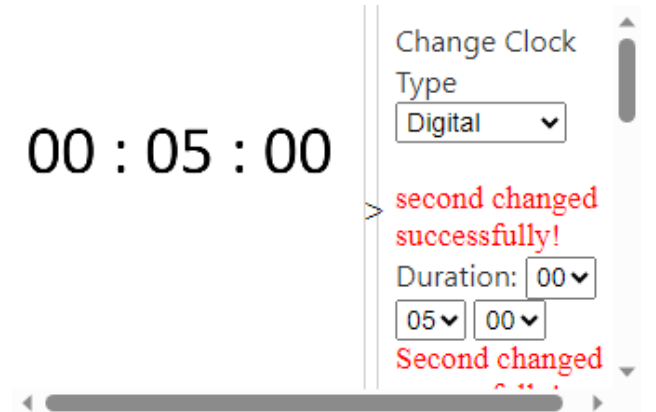 00 : 05 : 00
>
Change Clock
Type
Digital
second changed
successfully!
Duration: 00
05 00
Second changed